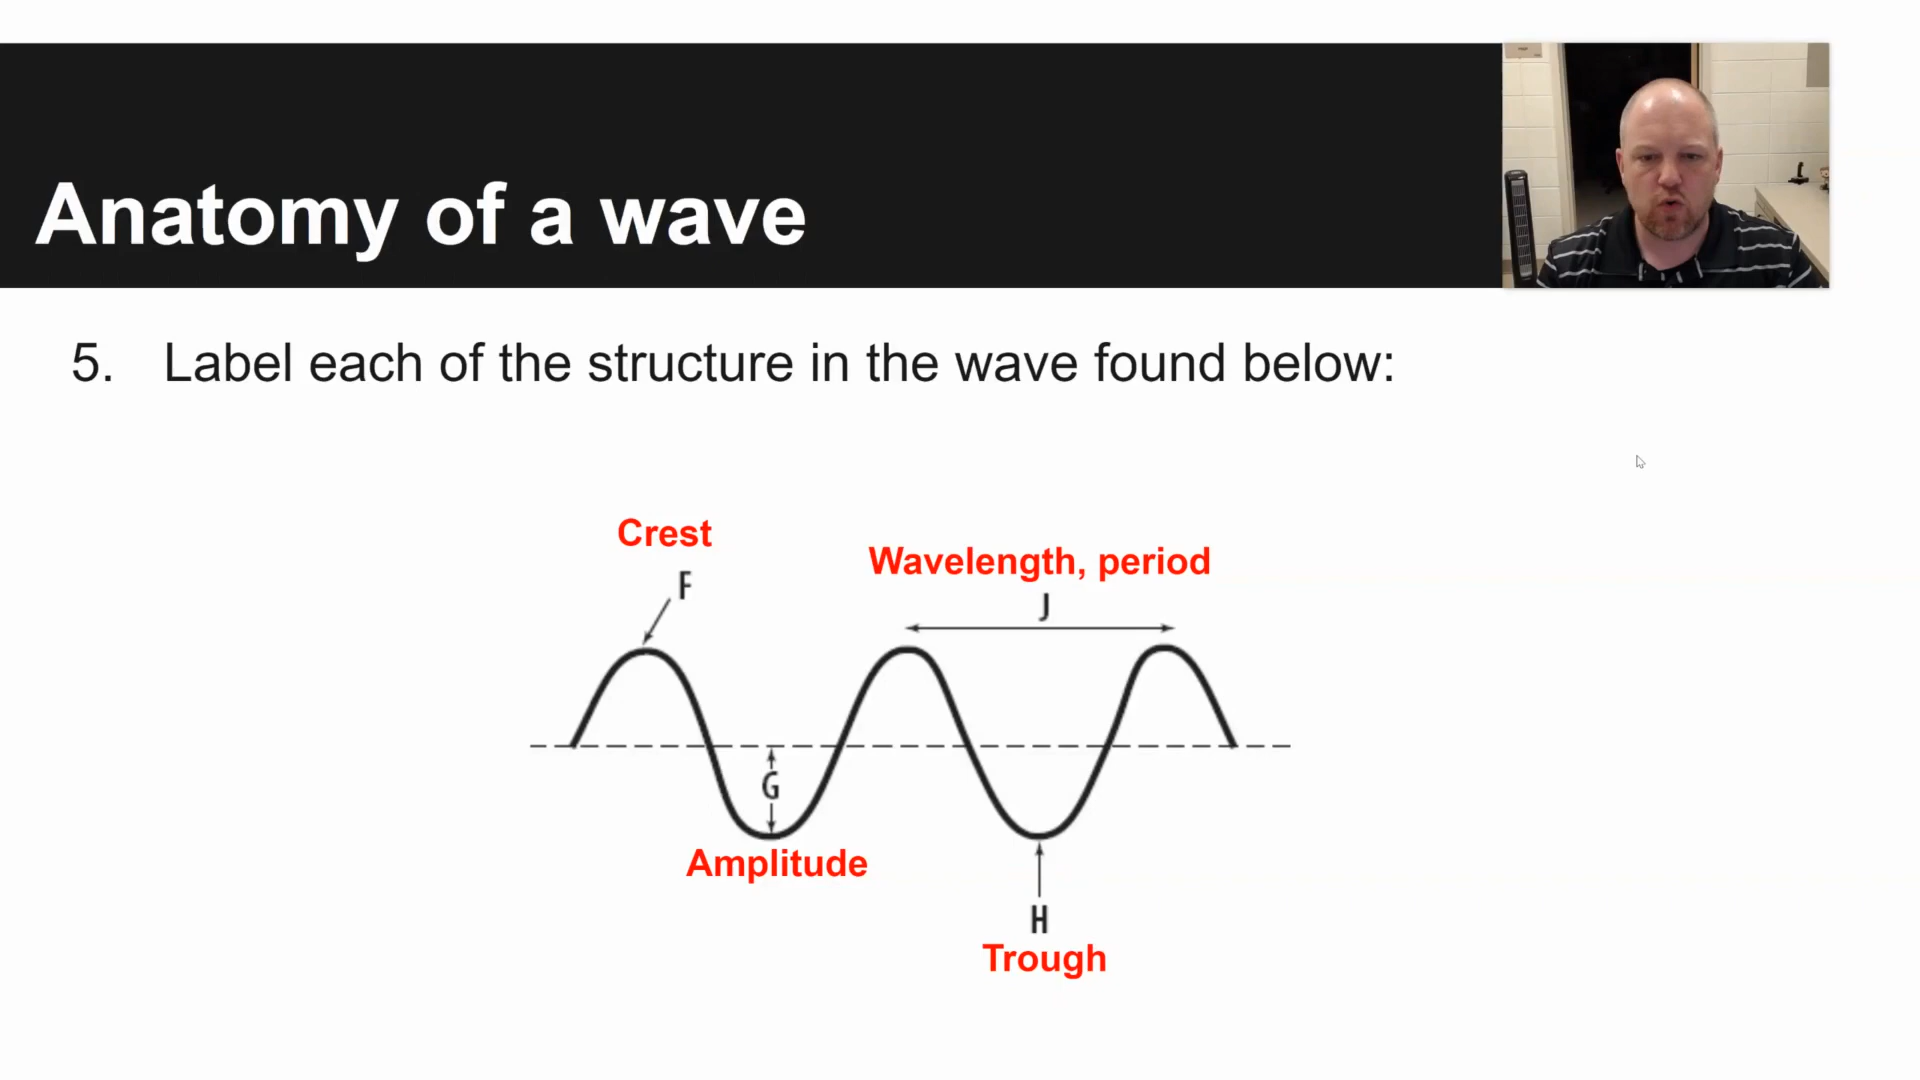 Anatomy of a wave
5. Label each of the structure in the wave found below:
Crest
F
Wavelength, period
J
G
Amplitude
H
Trough